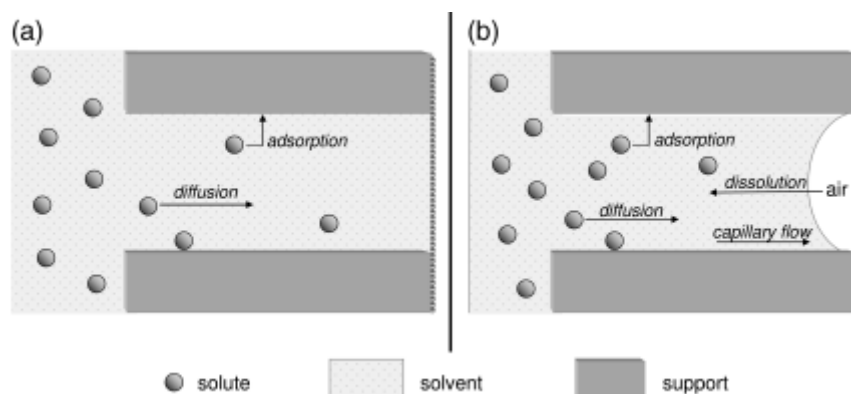 (a)
adsorption
diffusion
(b)
adsorption
dissolution
air
diffusion
capillary flow
solute
solvent
support